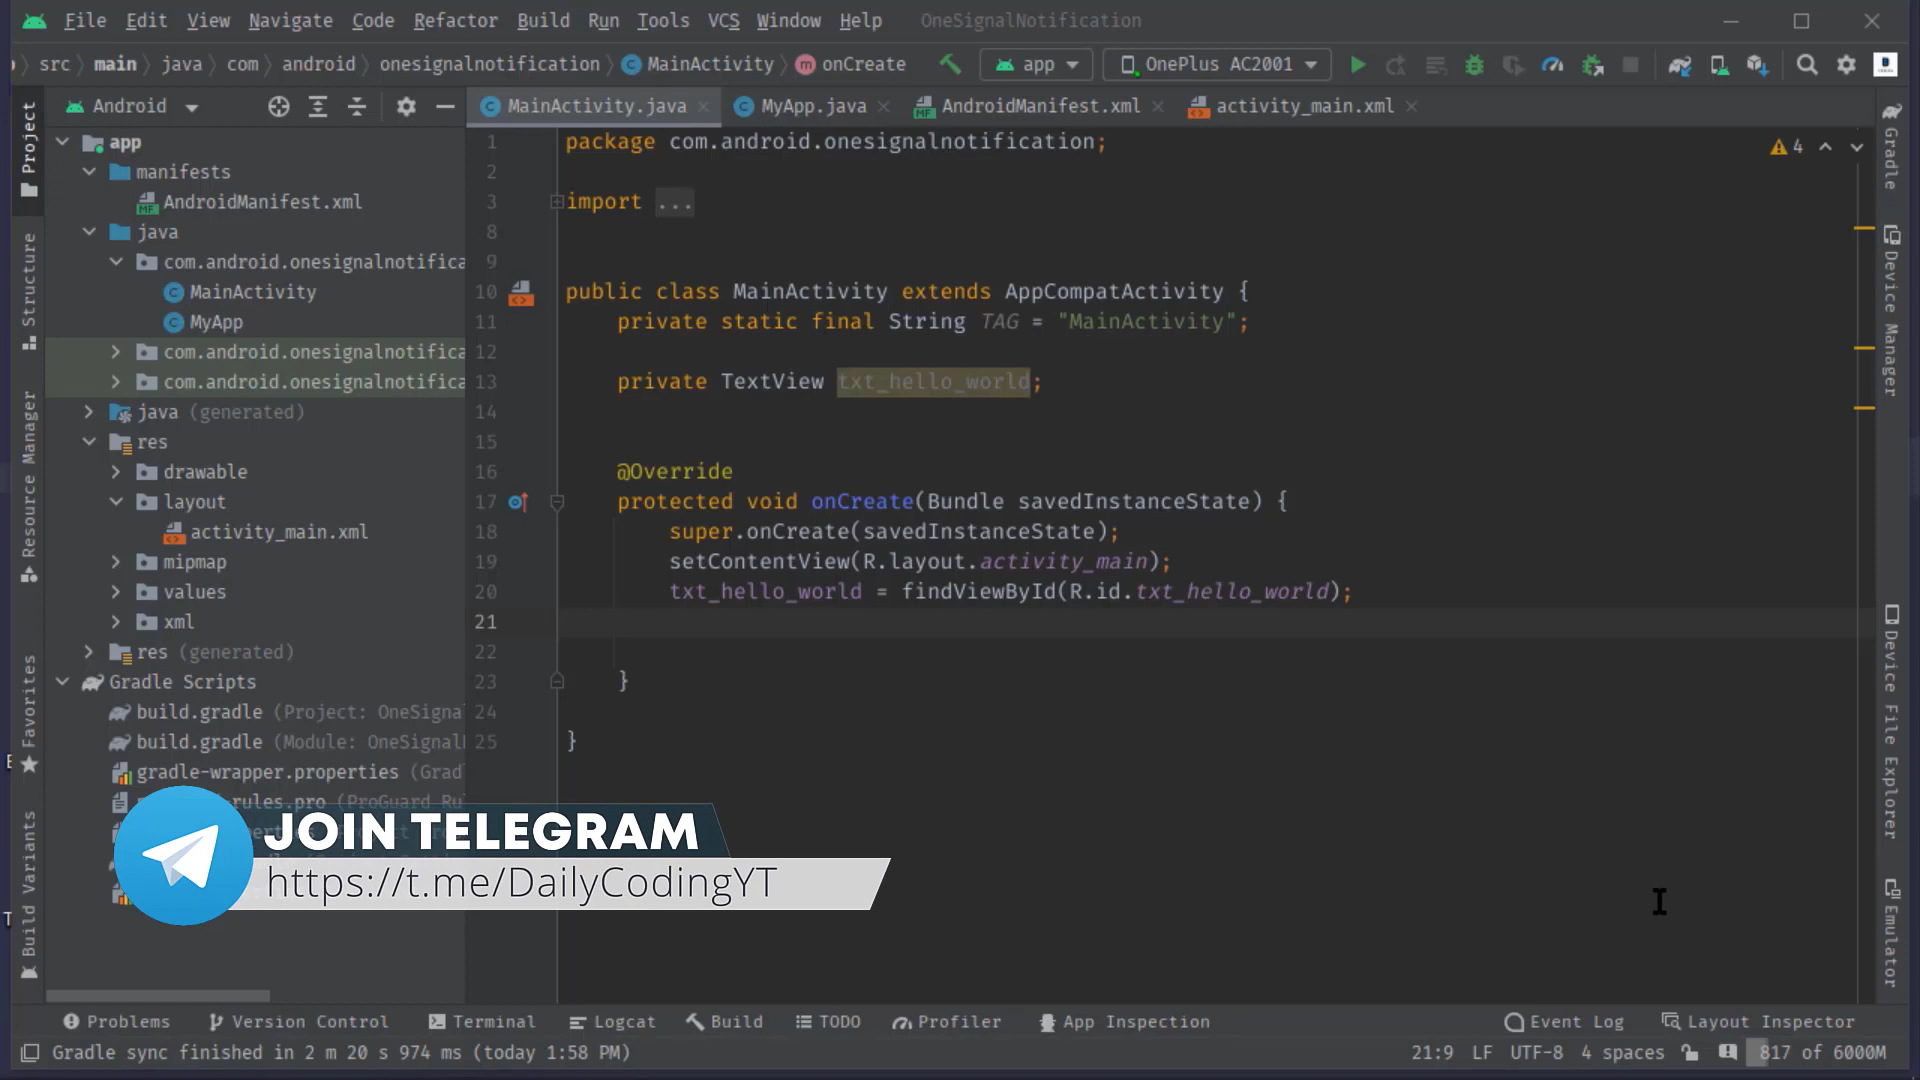 File Edit View Navigate Code Refactor Build Run Tools VCS Window Help OneSignalNotification
src main java com android onesignalnotification MainActivity onCreate app OnePlus AC2001
Android MainActivity.java MyApp.java AndroidManifest.xml activity_main.xml
Project
Structure
Resource Manager
Favorites
Build Variants
app
manifests
AndroidManifest.xml
java
com.android.onesignalnotifica
MainActivity
MyApp
com.android.onesignalnotifica
com.android.onesignalnotifica
java (generated)
res
drawable
layout
activity_main.xml
mipmap
values
xml
res (generated)
Gradle Scripts
build.gradle (Project: OneSigna
build.gradle (Module: OneSignal
gradle-wrapper.properties (Grad
rules.pro (ProGuard Ru
1 package com.android.onesignalnotification;
2
3 import ...
8
9
10 public class MainActivity extends AppCompatActivity {
11 private static final String TAG = "MainActivity";
12
13 private TextView txt_hello_world;
14
15
16 @Override
17 protected void onCreate(Bundle savedInstanceState) {
18 super.onCreate(savedInstanceState);
19 setContentView(R.layout.activity_main);
20 txt_hello_world = findViewById(R.id.txt_hello_world);
21
22
23 }
24
25 }
4
JOIN TELEGRAM
https://t.me/DailyCodingYT
Gradle
Device Manager
Device File Explorer
Emulator
Problems Version Control Terminal Logcat Build TODO Profiler App Inspection Event Log Layout Inspector
Gradle sync finished in 2 m 20 s 974 ms (today 1:58 PM) 21:9 LF UTF-8 4 spaces 817 of 6000M